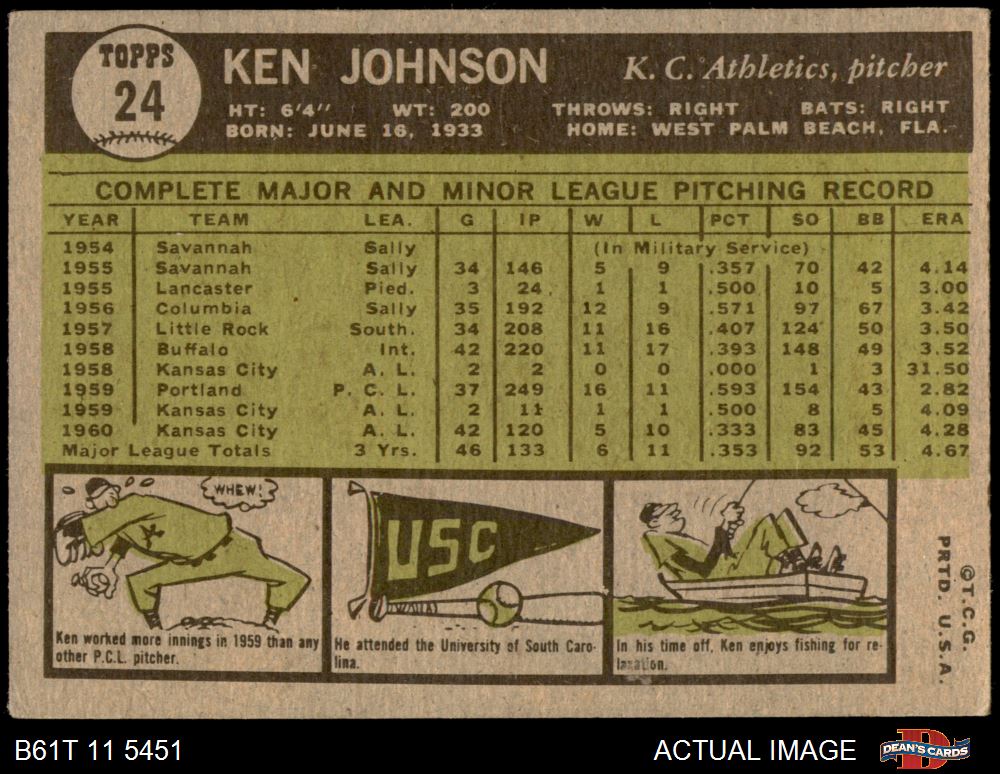 TOPPS
24
KEN JOHNSON K. C. Athletics, pitcher
HT: 6'4" WT: 200 THROWS: RIGHT BATS: RIGHT
BORN: JUNE 16, 1933 HOME: WEST PALM BEACH, FLA.
COMPLETE MAJOR AND MINOR LEAGUE PITCHING RECORD
YEAR TEAM LEA. G IP W L PCT SO BB ERA
1954 Savannah Sally (In Military Service)
1955 Savannah Sally 34 146 5 9 .357 70 42 4.14
1955 Lancaster Pied. 3 24 1 1 .500 10 5 3.00
1956 Columbia Sally 35 192 12 9 .571 97 67 3.42
1957 Little Rock South. 34 208 11 16 .407 124 50 3.50
1958 Buffalo Int. 42 220 11 17 .393 148 49 3.52
1958 Kansas City A. L. 2 2 0 0 .000 1 3 31.50
1959 Portland P. C. L. 37 249 16 11 .593 154 43 2.82
1959 Kansas City A. L. 2 11 1 1 .500 8 5 4.09
1960 Kansas City A. L. 42 120 5 10 .333 83 45 4.28
Major League Totals 3 Yrs. 46 133 6 11 .353 92 53 4.67
WHEW!
Ken worked more innings in 1959 than any
other P.C.L. pitcher.
USC
He attended the University of South Caro-
lina.
In his time off, Ken enjoys fishing for re-
laxation.
©T.C.G.
PRTD. U.S.A.
B61T 11 5451 ACTUAL IMAGE DEAN'S CARDS